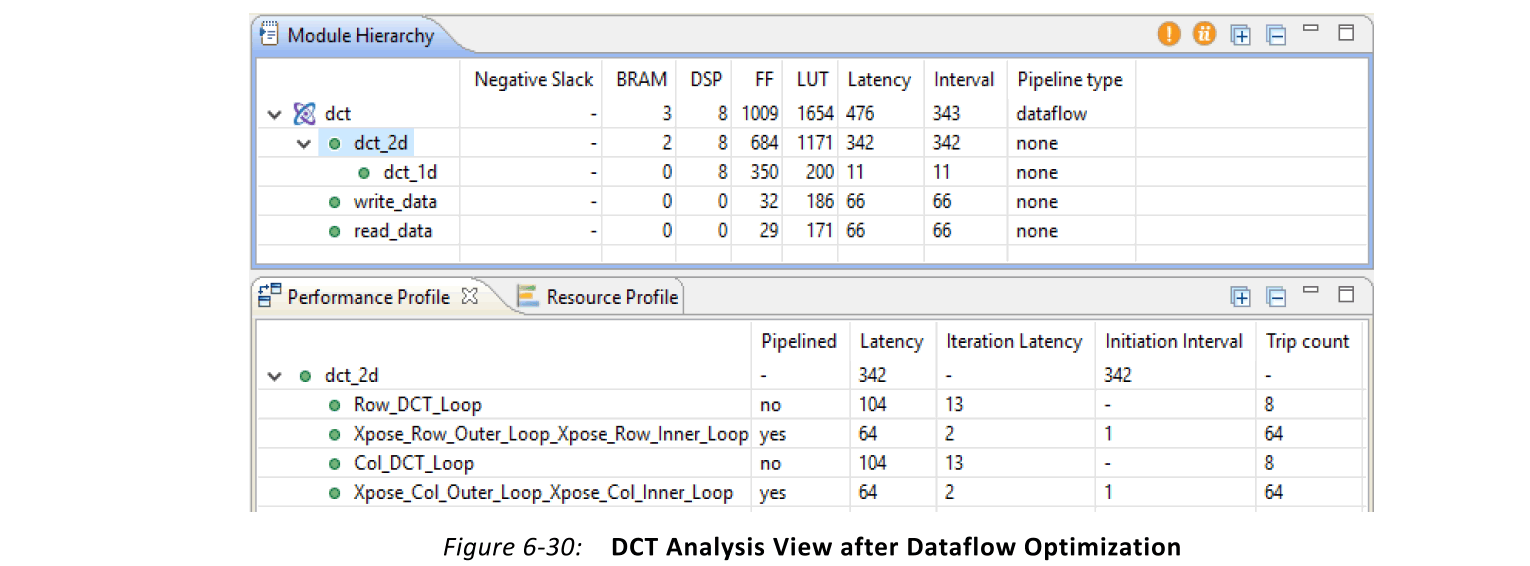 Module Hierarchy
Negative Slack BRAM DSP FF LUT Latency Interval Pipeline type
dct - 3 8 1009 1654 476 343 dataflow
dct_2d - 2 8 684 1171 342 342 none
dct_1d - 0 8 350 200 11 11 none
write_data - 0 0 32 186 66 66 none
read_data - 0 0 29 171 66 66 none
Performance Profile Resource Profile
Pipelined Latency Iteration Latency Initiation Interval Trip count
dct_2d - 342 - 342 -
Row_DCT_Loop no 104 13 - 8
Xpose_Row_Outer_Loop_Xpose_Row_Inner_Loop yes 64 2 1 64
Col_DCT_Loop no 104 13 - 8
Xpose_Col_Outer_Loop_Xpose_Col_Inner_Loop yes 64 2 1 64
Figure 6-30: DCT Analysis View after Dataflow Optimization